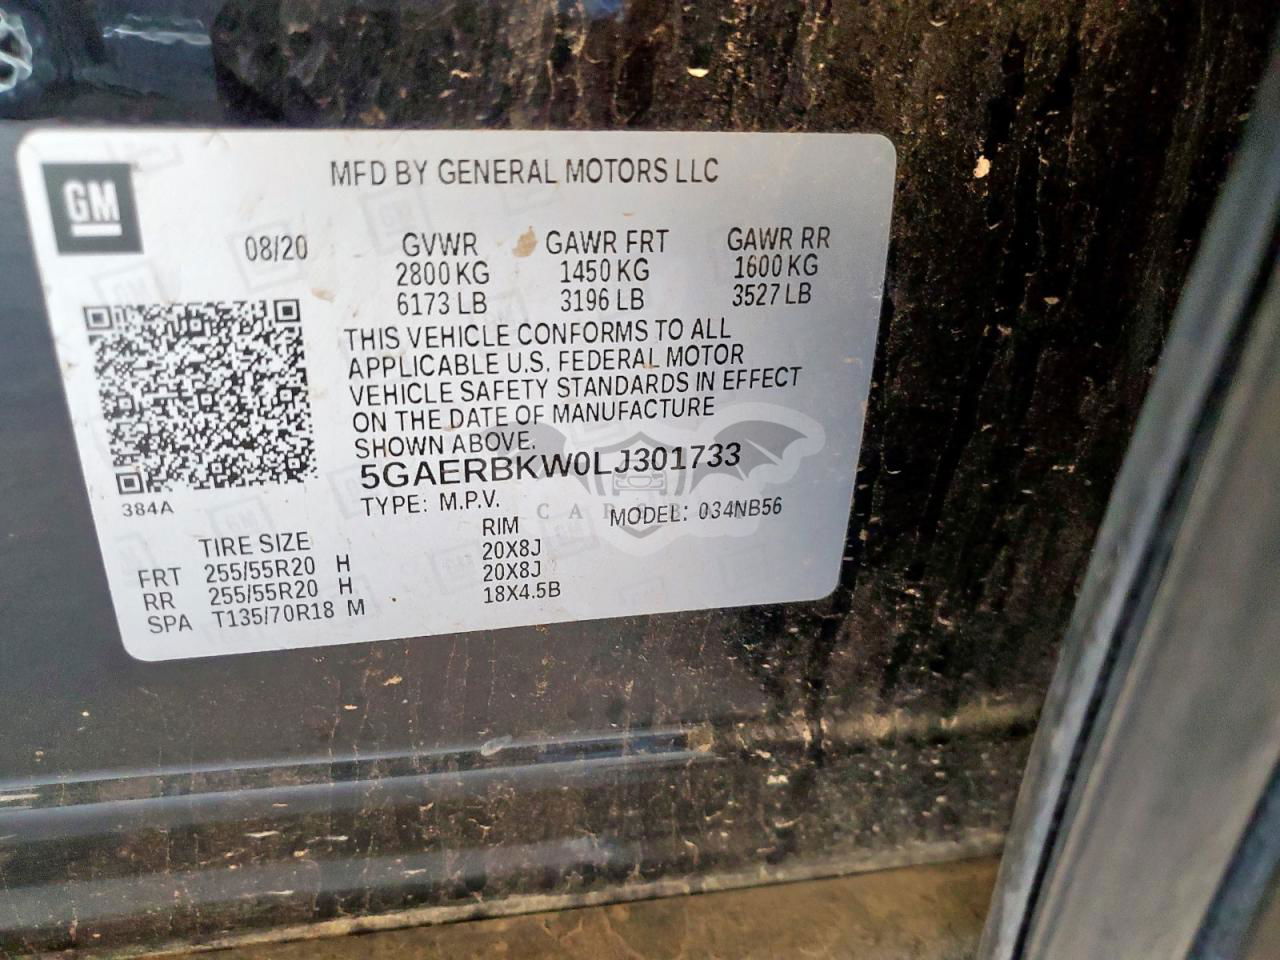 MFD BY GENERAL MOTORS LLC
GM
08/20 GVWR GAWR FRT GAWR RR
2800 KG 1450 KG 1600 KG
6173 LB 3196 LB 3527 LB
THIS VEHICLE CONFORMS TO ALL
APPLICABLE U.S. FEDERAL MOTOR
VEHICLE SAFETY STANDARDS IN EFFECT
ON THE DATE OF MANUFACTURE
SHOWN ABOVE.
5GAERBKW0LJ301733
384A
TYPE: M.P.V. MODEL: 034NB56
TIRE SIZE RIM
FRT 255/55R20 H 20X8J
RR 255/55R20 H 20X8J
SPA T135/70R18 M 18X4.5B